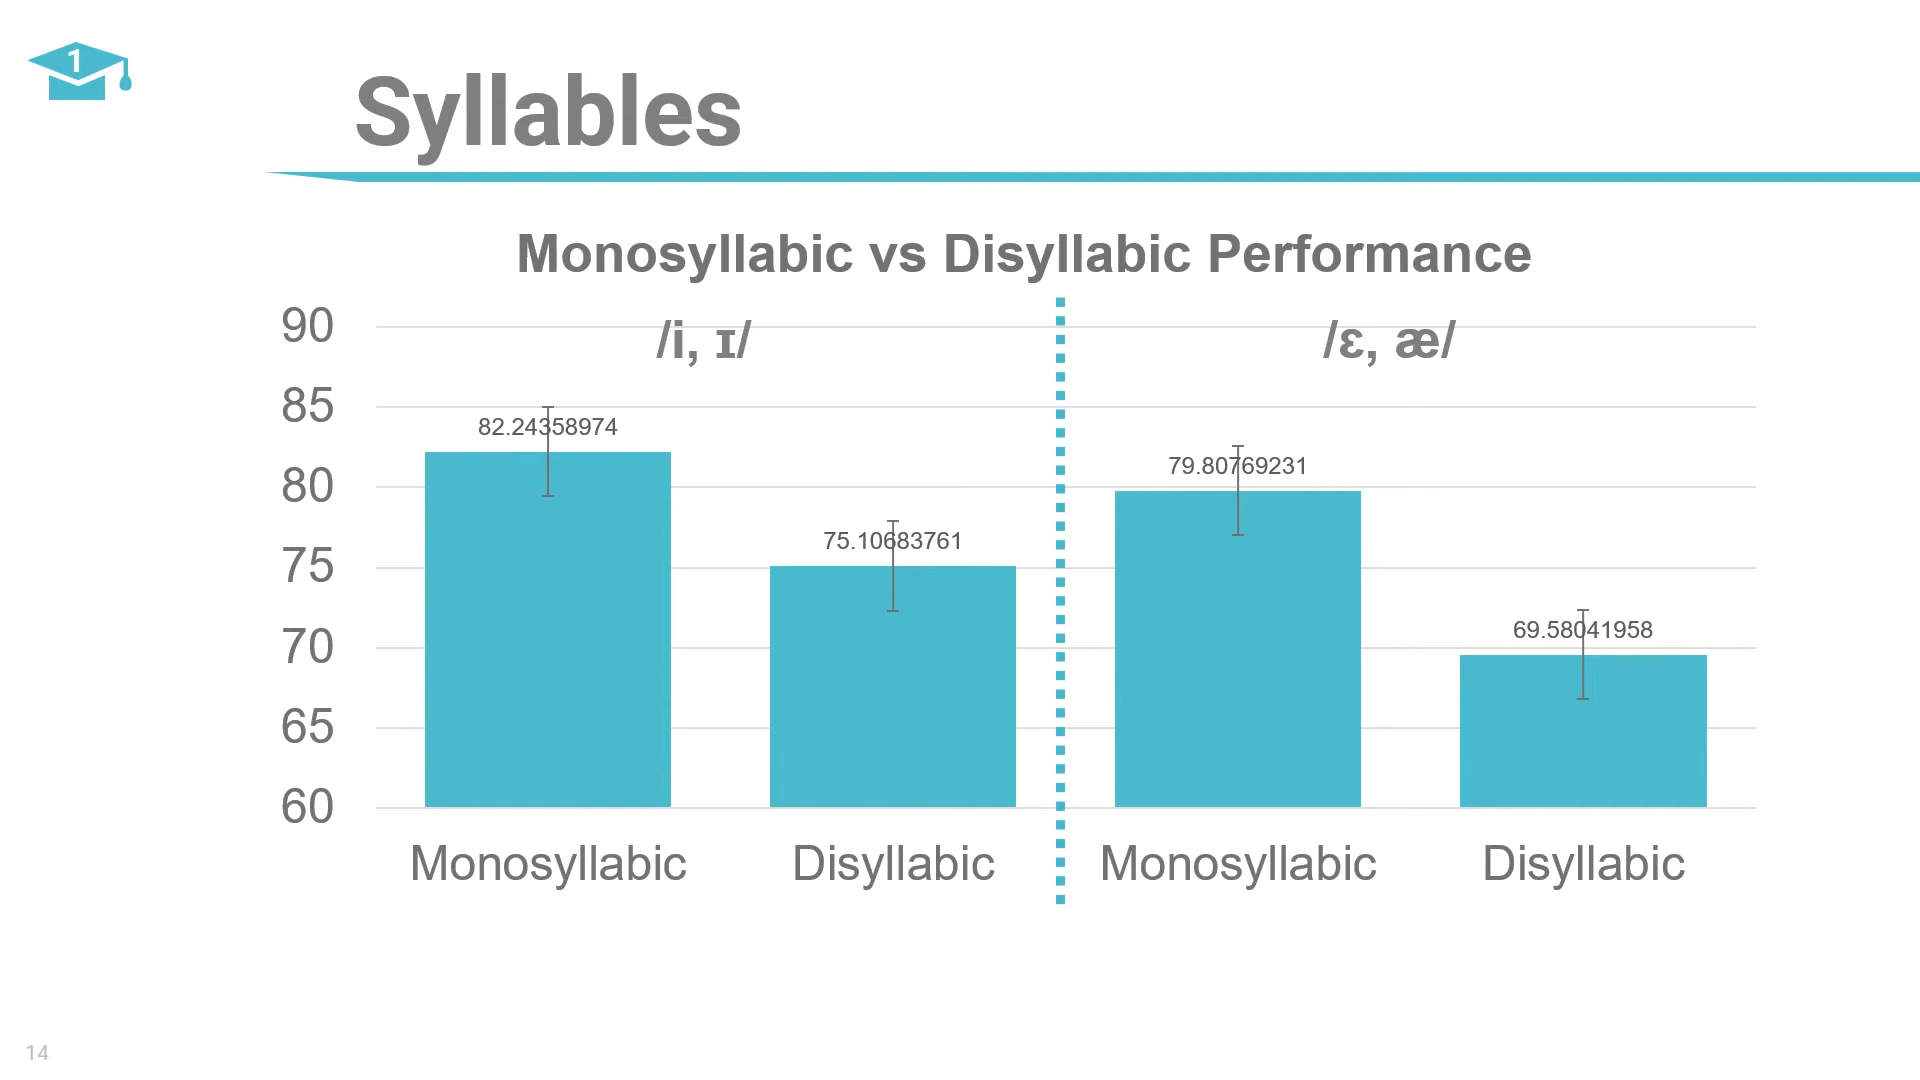 1
Syllables
Monosyllabic vs Disyllabic Performance
/i, ɪ/
/ɛ, æ/
90
85
80
75
70
65
60
82.24358974
75.10683761
79.80769231
69.58041958
Monosyllabic
Disyllabic
Monosyllabic
Disyllabic
14